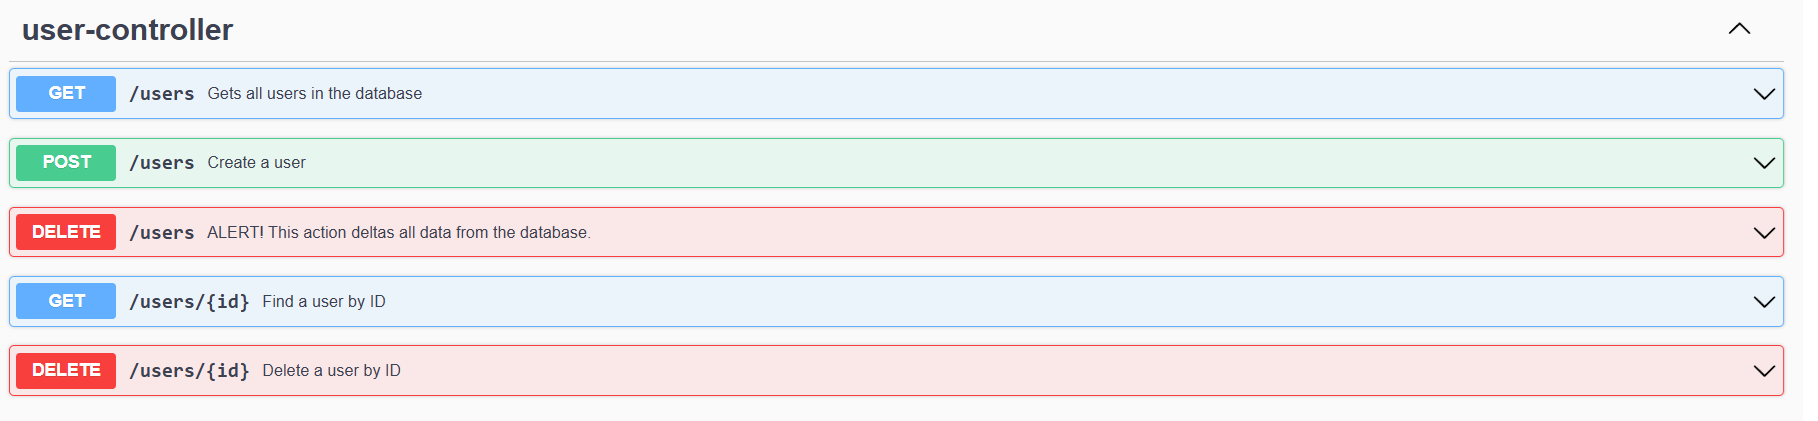 user-controller
GET /users Gets all users in the database
POST /users Create a user
DELETE /users ALERT! This action deltas all data from the database.
GET /users/{id} Find a user by ID
DELETE /users/{id} Delete a user by ID